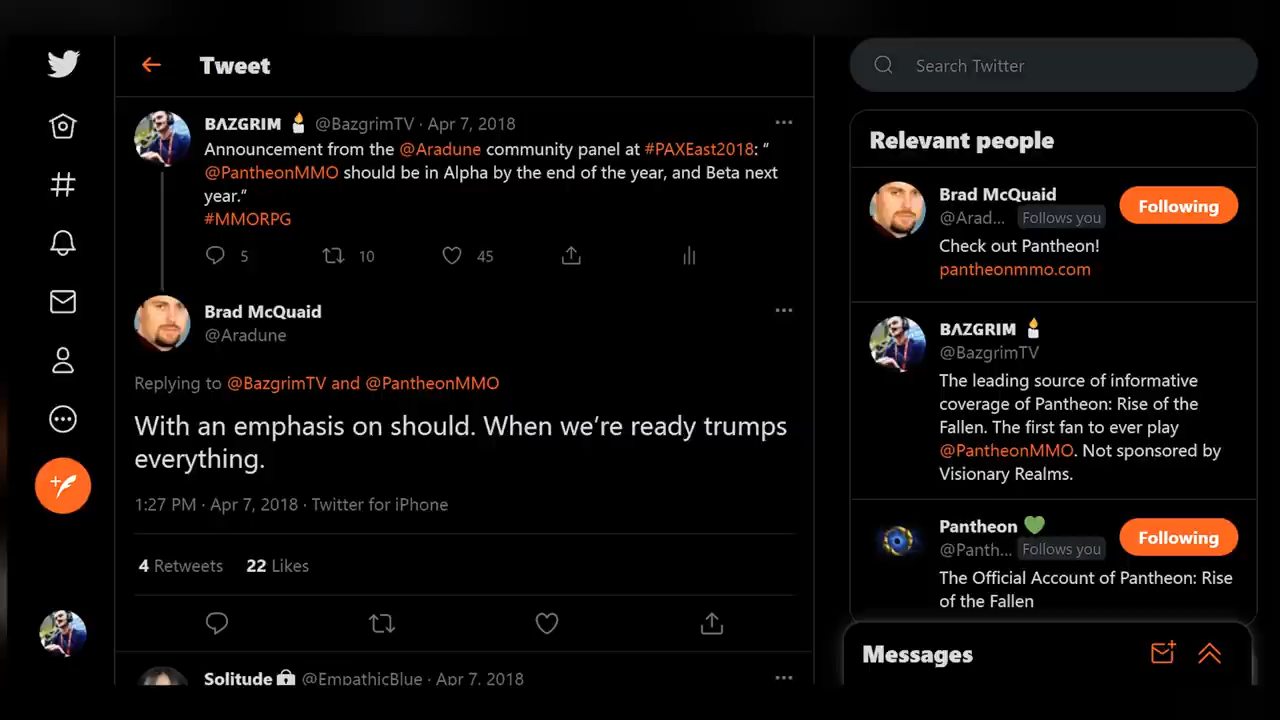 Tweet
BΛZGRIM 🕯️ @BazgrimTV · Apr 7, 2018
Announcement from the @Aradune community panel at #PAXEast2018: “
@PantheonMMO should be in Alpha by the end of the year, and Beta next
year.“
#MMORPG
5 10 45
Brad McQuaid
@Aradune
Replying to @BazgrimTV and @PantheonMMO
With an emphasis on should. When we’re ready trumps
everything.
1:27 PM · Apr 7, 2018 · Twitter for iPhone
4 Retweets 22 Likes
Solitude @EmpathicBlue · Apr 7, 2018
Search Twitter
Relevant people
Brad McQuaid
@Arad... Follows you
Following
Check out Pantheon!
pantheonmmo.com
BΛZGRIM 🕯️
@BazgrimTV
The leading source of informative
coverage of Pantheon: Rise of the
Fallen. The first fan to ever play
@PantheonMMO. Not sponsored by
Visionary Realms.
Pantheon 💚
@Panth... Follows you
Following
The Official Account of Pantheon: Rise
of the Fallen
Messages